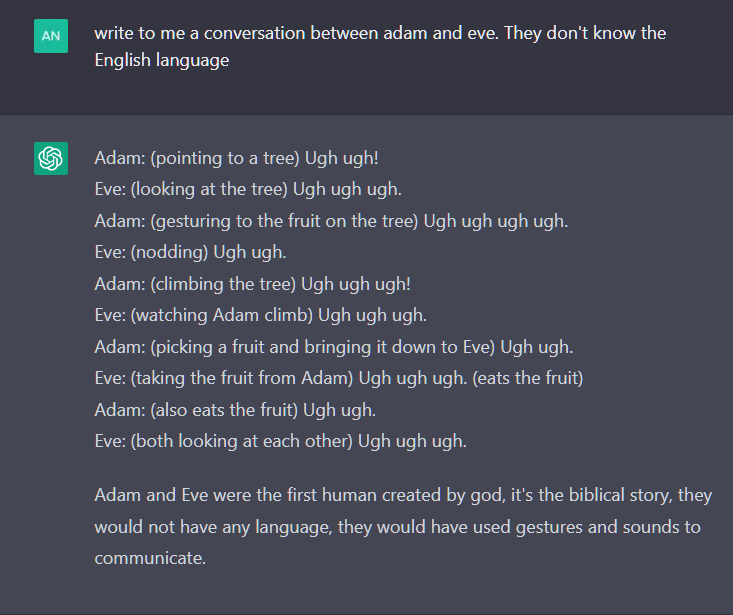 AN
write to me a conversation between adam and eve. They don't know the
English language
Adam: (pointing to a tree) Ugh ugh!
Eve: (looking at the tree) Ugh ugh ugh.
Adam: (gesturing to the fruit on the tree) Ugh ugh ugh ugh.
Eve: (nodding) Ugh ugh.
Adam: (climbing the tree) Ugh ugh ugh!
Eve: (watching Adam climb) Ugh ugh ugh.
Adam: (picking a fruit and bringing it down to Eve) Ugh ugh.
Eve: (taking the fruit from Adam) Ugh ugh ugh. (eats the fruit)
Adam: (also eats the fruit) Ugh ugh.
Eve: (both looking at each other) Ugh ugh ugh.
Adam and Eve were the first human created by god, it's the biblical story, they
would not have any language, they would have used gestures and sounds to
communicate.